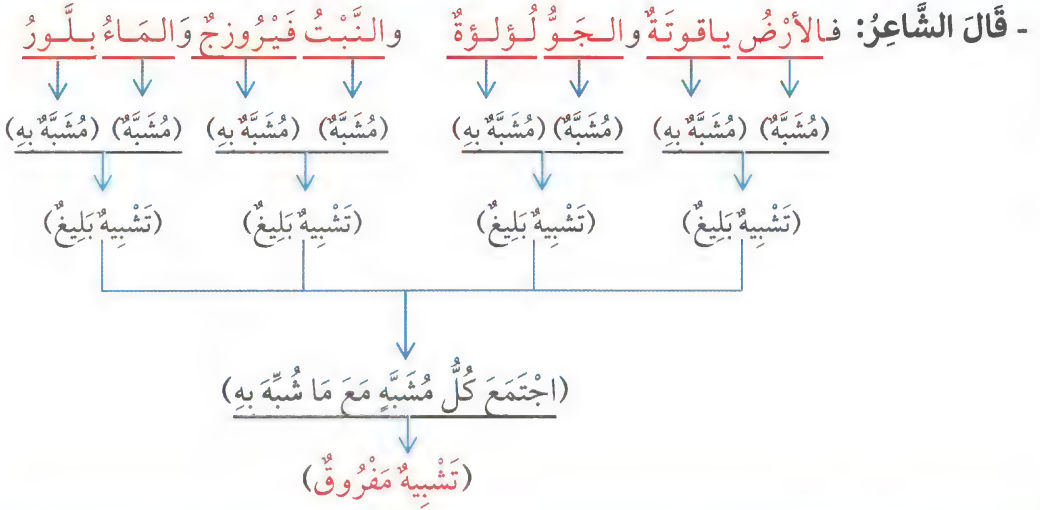 - قَالَ الشَّاعِرُ: فالأرْضُ ياقوتَةٌ والجَوُّ لُؤلؤةٌ والنَّبْتُ فَيْرُوزجٌ وَالمَاءُ بلَّورُ
(مُشَبَّهٌ) (مُشَبَّهٌ بِهِ) (مُشَبَّهٌ) (مُشَبَّهٌ بِهِ) (مُشَبَّهٌ) (مُشَبَّهٌ بِهِ) (مُشَبَّهٌ) (مُشَبَّهٌ بِهِ)
(تَشْبِيهٌ بَلِيغٌ) (تَشْبِيهٌ بَلِيغٌ) (تَشْبِيهٌ بَلِيغٌ) (تَشْبِيهٌ بَلِيغٌ)
(اجْتَمَعَ كُلُّ مُشَبَّهٍ مَعَ مَا شُبِّهَ بِهِ)
(تَشْبِيهٌ مَفْرُوقٌ)